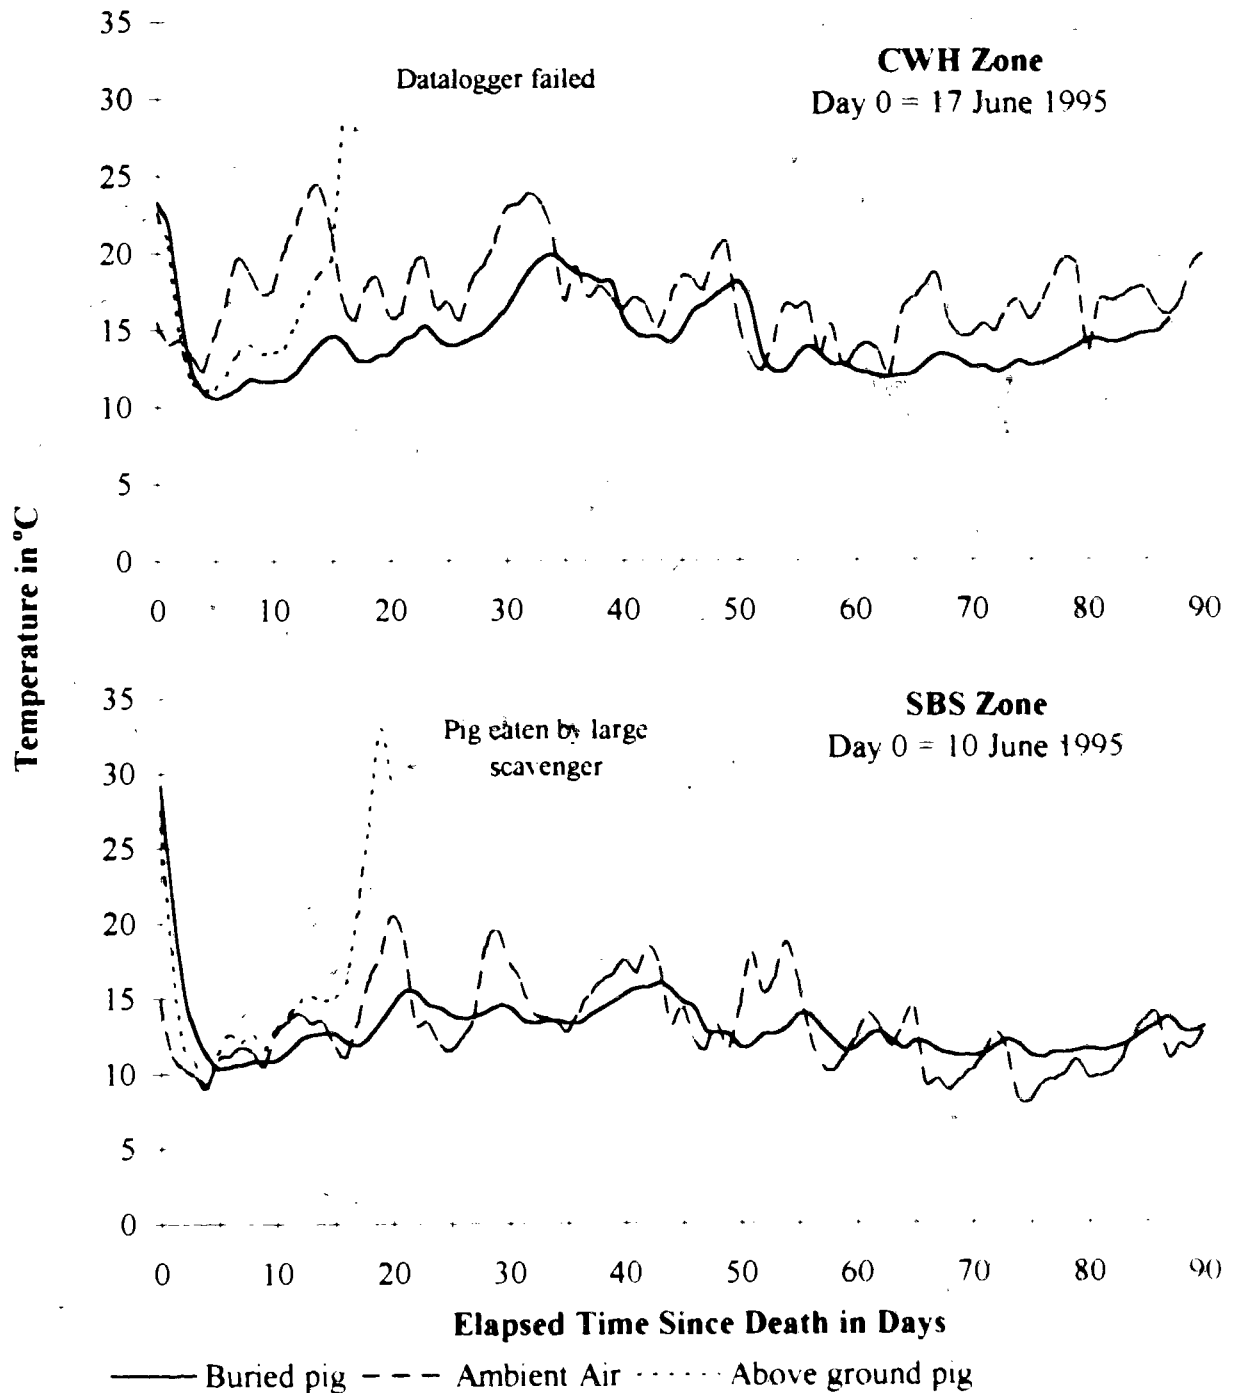 35
30
25
20
15
10
5
0
CWH Zone
Day 0 = 17 June 1995
Datalogger failed
0 10 20 30 40 50 60 70 80 90
Temperature in °C
35
30
25
20
15
10
5
0
SBS Zone
Day 0 = 10 June 1995
Pig eaten by large
scavenger
0 10 20 30 40 50 60 70 80 90
Elapsed Time Since Death in Days
Buried pig Ambient Air Above ground pig